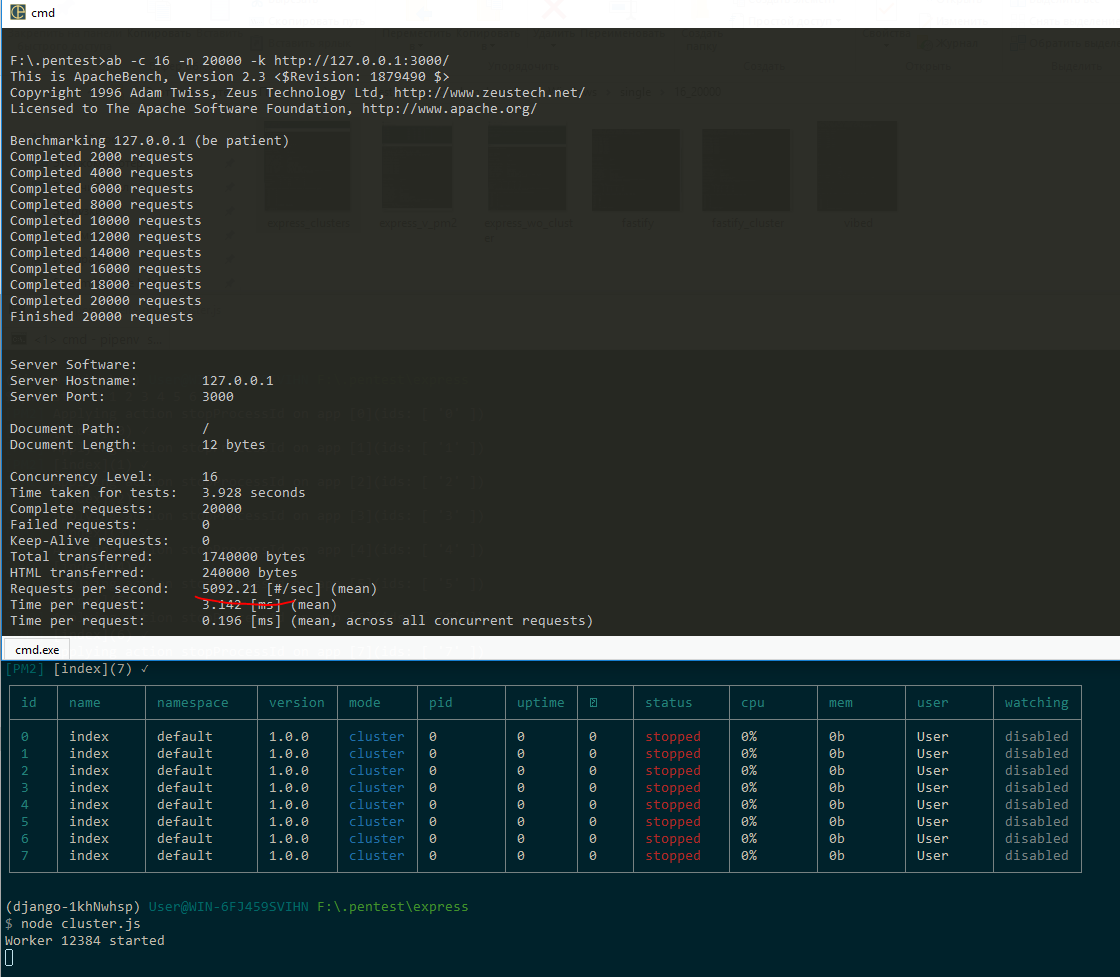 cmd
F:\.pentest>ab -c 16 -n 20000 -k http://127.0.0.1:3000/
This is ApacheBench, Version 2.3 <$Revision: 1879490 $>
Copyright 1996 Adam Twiss, Zeus Technology Ltd, http://www.zeustech.net/
Licensed to The Apache Software Foundation, http://www.apache.org/
Benchmarking 127.0.0.1 (be patient)
Completed 2000 requests
Completed 4000 requests
Completed 6000 requests
Completed 8000 requests
Completed 10000 requests
Completed 12000 requests
Completed 14000 requests
Completed 16000 requests
Completed 18000 requests
Completed 20000 requests
Finished 20000 requests
Server Software:
Server Hostname: 127.0.0.1
Server Port: 3000
Document Path: /
Document Length: 12 bytes
Concurrency Level: 16
Time taken for tests: 3.928 seconds
Complete requests: 20000
Failed requests: 0
Keep-Alive requests: 0
Total transferred: 1740000 bytes
HTML transferred: 240000 bytes
Requests per second: 5092.21 [#/sec] (mean)
Time per request: 3.142 [ms] (mean)
Time per request: 0.196 [ms] (mean, across all concurrent requests)
cmd.exe
[PM2] [index](7) ✓
id name namespace version mode pid uptime status cpu mem user watching
0 index default 1.0.0 cluster 0 0 0 stopped 0% 0b User disabled
1 index default 1.0.0 cluster 0 0 0 stopped 0% 0b User disabled
2 index default 1.0.0 cluster 0 0 0 stopped 0% 0b User disabled
3 index default 1.0.0 cluster 0 0 0 stopped 0% 0b User disabled
4 index default 1.0.0 cluster 0 0 0 stopped 0% 0b User disabled
5 index default 1.0.0 cluster 0 0 0 stopped 0% 0b User disabled
6 index default 1.0.0 cluster 0 0 0 stopped 0% 0b User disabled
7 index default 1.0.0 cluster 0 0 0 stopped 0% 0b User disabled
(django-1khNwhsp) User@WIN-6FJ459SVIHN F:\.pentest\express
$ node cluster.js
Worker 12384 started